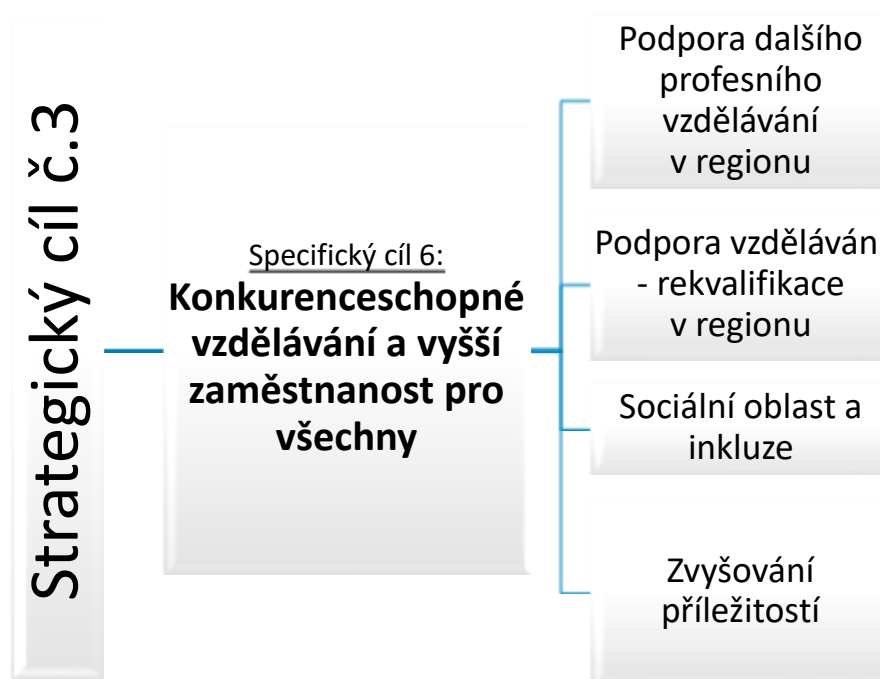 Strategický cíl č.3
Specifický cíl 6:
Konkurenceschopné
vzdělávání a vyšší
zaměstnanost pro
všechny
Podpora dalšího
profesního
vzdělávání
v regionu
Podpora vzděláván
- rekvalifikace
v regionu
Sociální oblast a
inkluze
Zvyšování
příležitostí